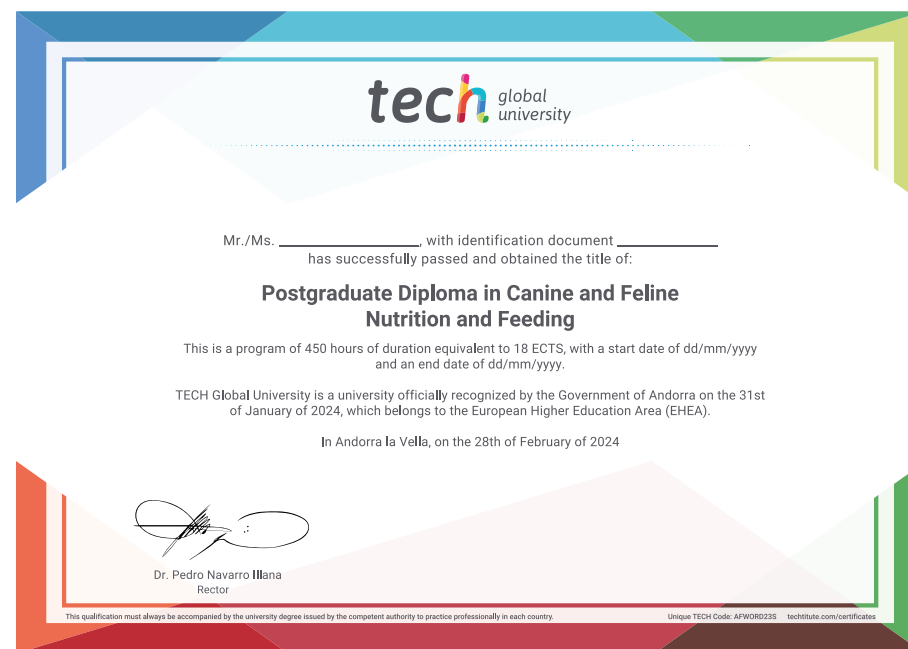 tech global university
Mr./Ms. ____________, with identification document ____________
has successfully passed and obtained the title of:
Postgraduate Diploma in Canine and Feline
Nutrition and Feeding
This is a program of 450 hours of duration equivalent to 18 ECTS, with a start date of dd/mm/yyyy
and an end date of dd/mm/yyyy.
TECH Global University is a university officially recognized by the Government of Andorra on the 31st
of January of 2024, which belongs to the European Higher Education Area (EHEA).
In Andorra la Vella, on the 28th of February of 2024
Dr. Pedro Navarro Illana
Rector
This qualification must always be accompanied by the university degree issued by the competent authority to practice professionally in each country.
Unique TECH Code: AFWORD23S techtitute.com/certificates